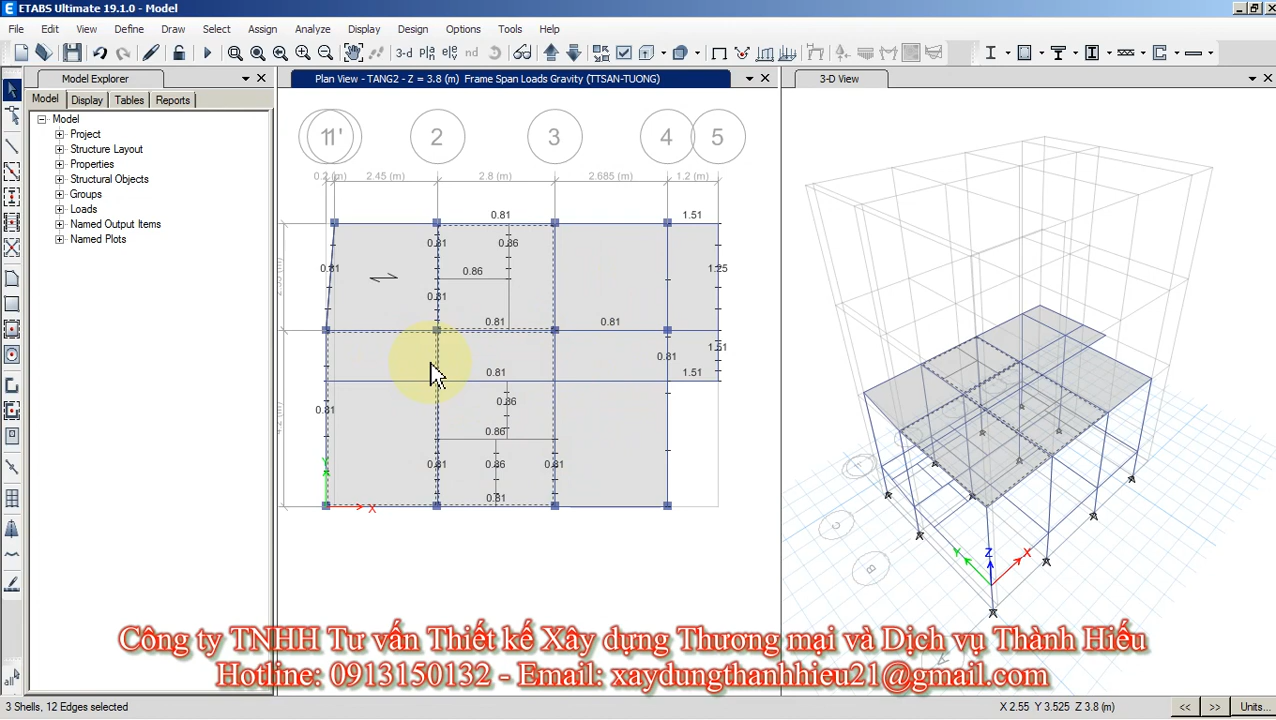 ETABS Ultimate 19.1.0 - Model
File Edit View Define Draw Select Assign Analyze Display Design Options Tools Help
Model Explorer
Model Display Tables Reports
Model
Project
Structure Layout
Properties
Structural Objects
Groups
Loads
Named Output Items
Named Plots
Plan View - TANG2 - Z = 3.8 (m) Frame Span Loads Gravity (TTSAN-TUONG)
3-D View
2 3 4 5
0.2 (m) 2.45 (m) 2.8 (m) 2.685 (m) 1.2 (m)
0.81 1.51
0.81 0.86
0.81 0.86 1.25
0.81
0.81 0.81
1.51
0.81
0.81 1.51
0.86
0.81
0.86
0.81 0.86 0.81
0.81
Y
X
Z
Y X
B
Công ty TNHH Tư vấn Thiết kế Xây dựng Thương mại và Dịch vụ Thành Hiếu
Hotline: 0913150132 - Email: xaydungthanhhieu21@gmail.com
3 Shells, 12 Edges selected
X 2.55 Y 3.525 Z 3.8 (m)
<< >> Units...